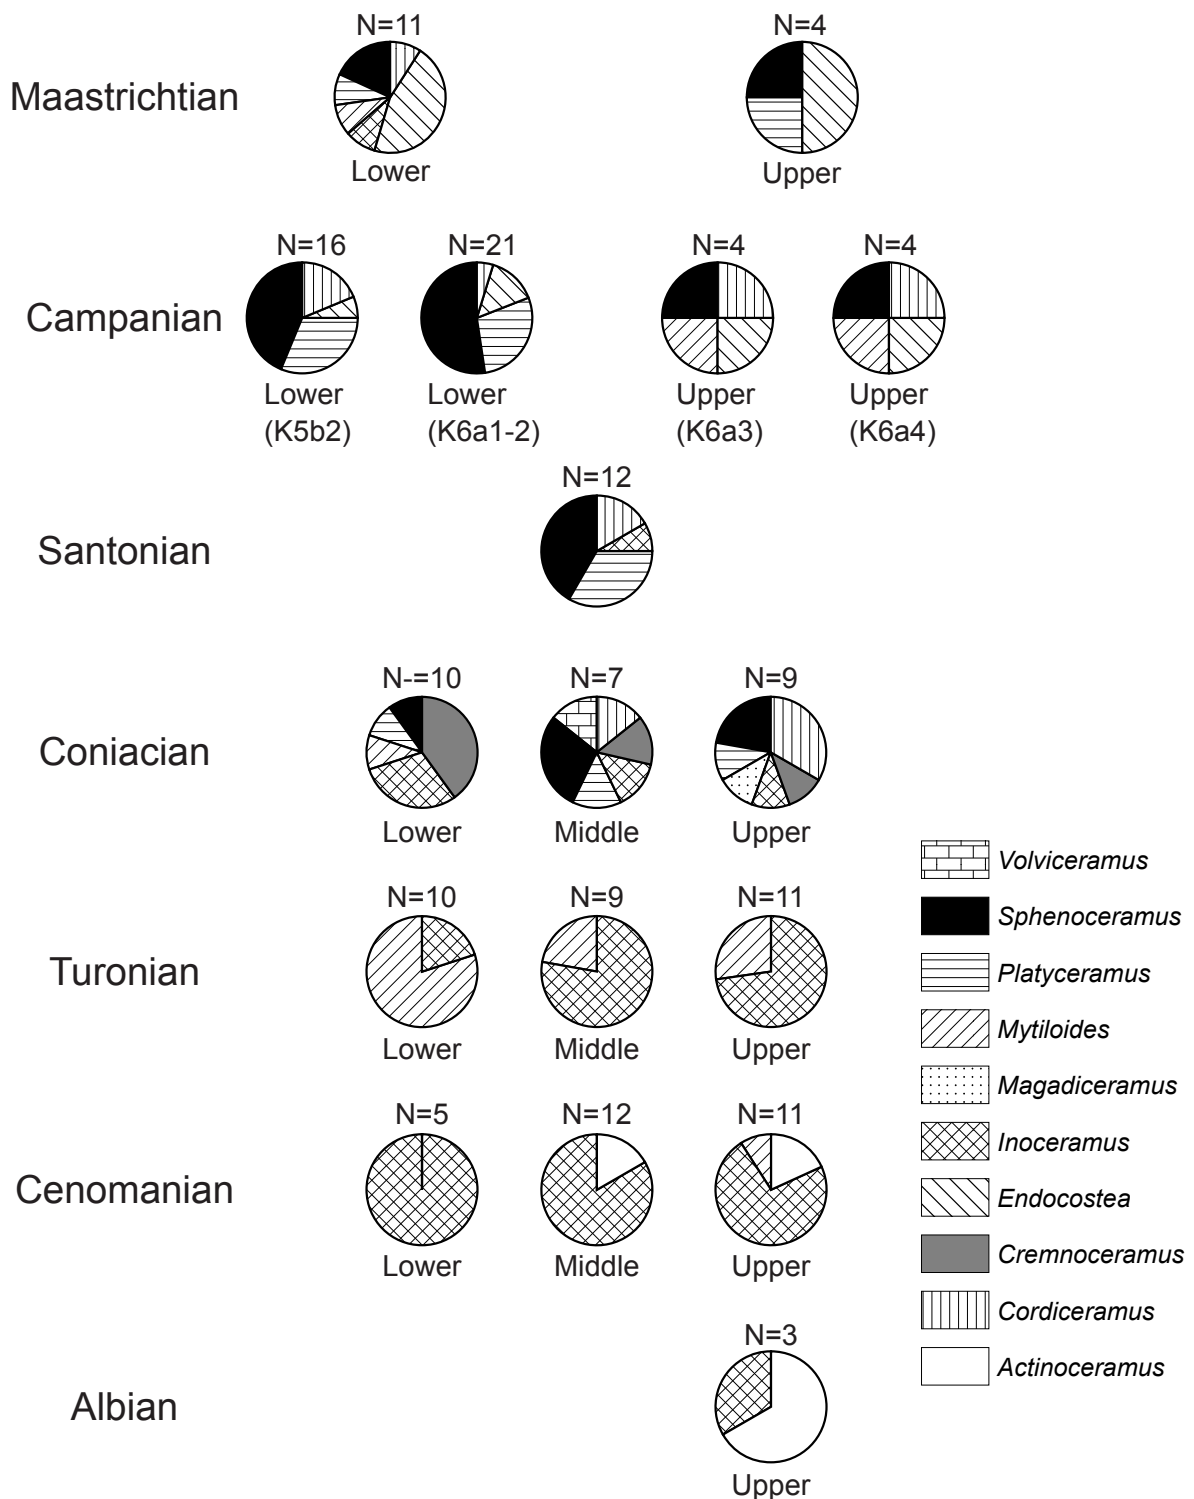 N=11 N=4
Maastrichtian
Lower Upper
N=16 N=21 N=4 N=4
Campanian
Lower Lower Upper Upper
(K5b2) (K6a1-2) (K6a3) (K6a4)
N=12
Santonian
N-=10 N=7 N=9
Coniacian
Lower Middle Upper
Volviceramus
N=10 N=9 N=11
Sphenoceramus
Turonian
Platyceramus
Mytiloides
Lower Middle Upper
Magadiceramus
N=5 N=12 N=11
Inoceramus
Cenomanian
Endocostea
Cremnoceramus
Lower Middle Upper
Cordiceramus
N=3
Actinoceramus
Albian
Upper